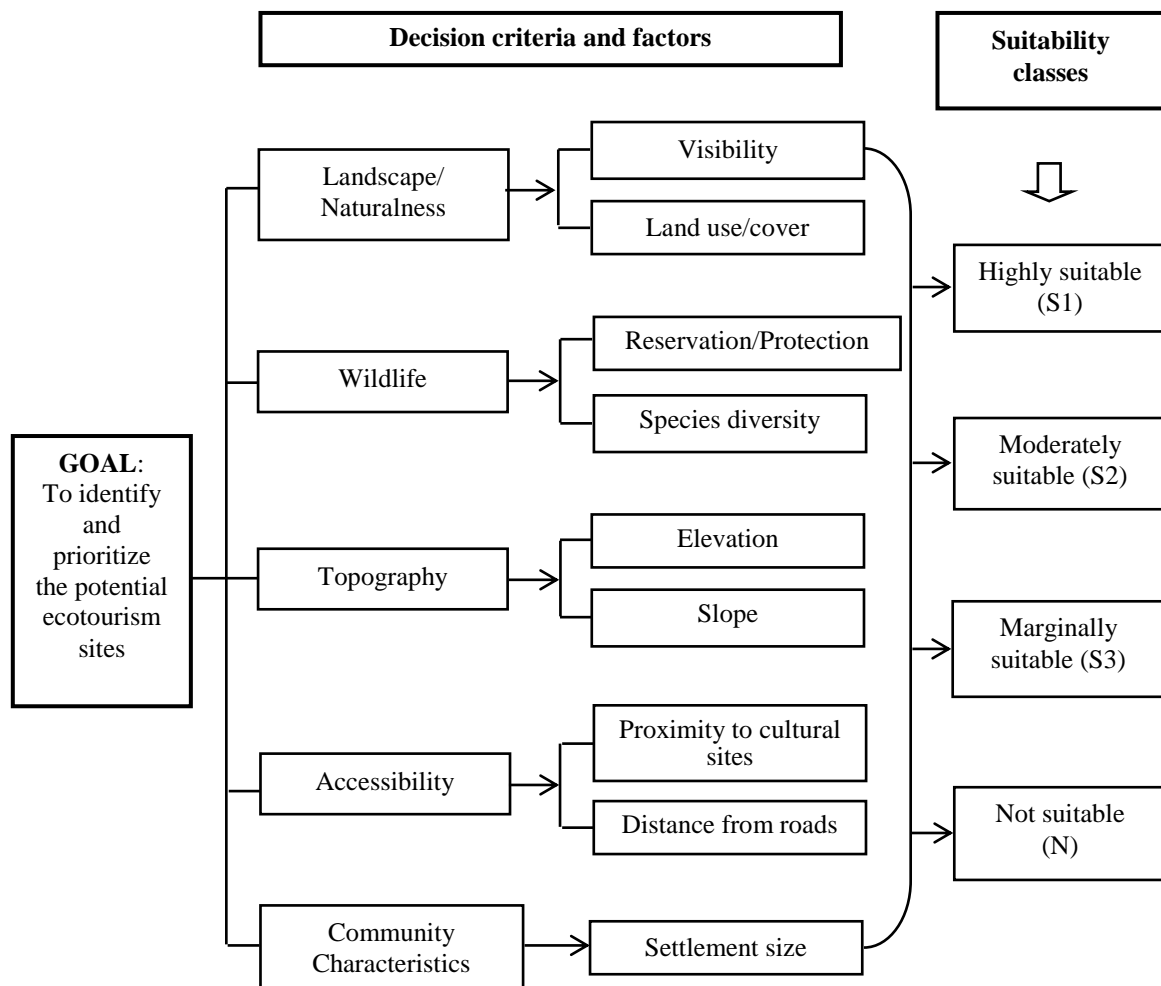 Decision criteria and factors
Suitability
classes
Landscape/
Naturalness
Visibility
Land use/cover
Wildlife
Reservation/Protection
Species diversity
GOAL:
To identify
and
prioritize
the potential
ecotourism
sites
Topography
Elevation
Slope
Accessibility
Proximity to cultural
sites
Distance from roads
Community
Characteristics
Settlement size
Highly suitable
(S1)
Moderately
suitable (S2)
Marginally
suitable (S3)
Not suitable
(N)